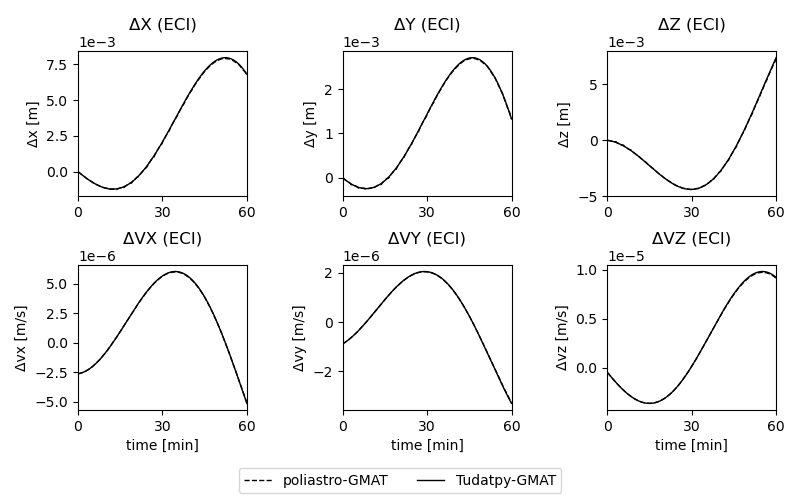 ΔX (ECI)
ΔY (ECI)
ΔZ (ECI)
1e−3
1e−3
1e−3
Δx [m]
7.5
5.0
2.5
0.0
0 30 60
Δy [m]
2
1
0
0 30 60
Δz [m]
5
0
−5
0 30 60
ΔVX (ECI)
ΔVY (ECI)
ΔVZ (ECI)
1e−6
1e−6
1e−5
Δvx [m/s]
5.0
2.5
0.0
−2.5
−5.0
0 30 60
time [min]
Δvy [m/s]
2
0
−2
0 30 60
time [min]
Δvz [m/s]
1.0
0.5
0.0
0 30 60
time [min]
poliastro-GMAT
Tudatpy-GMAT